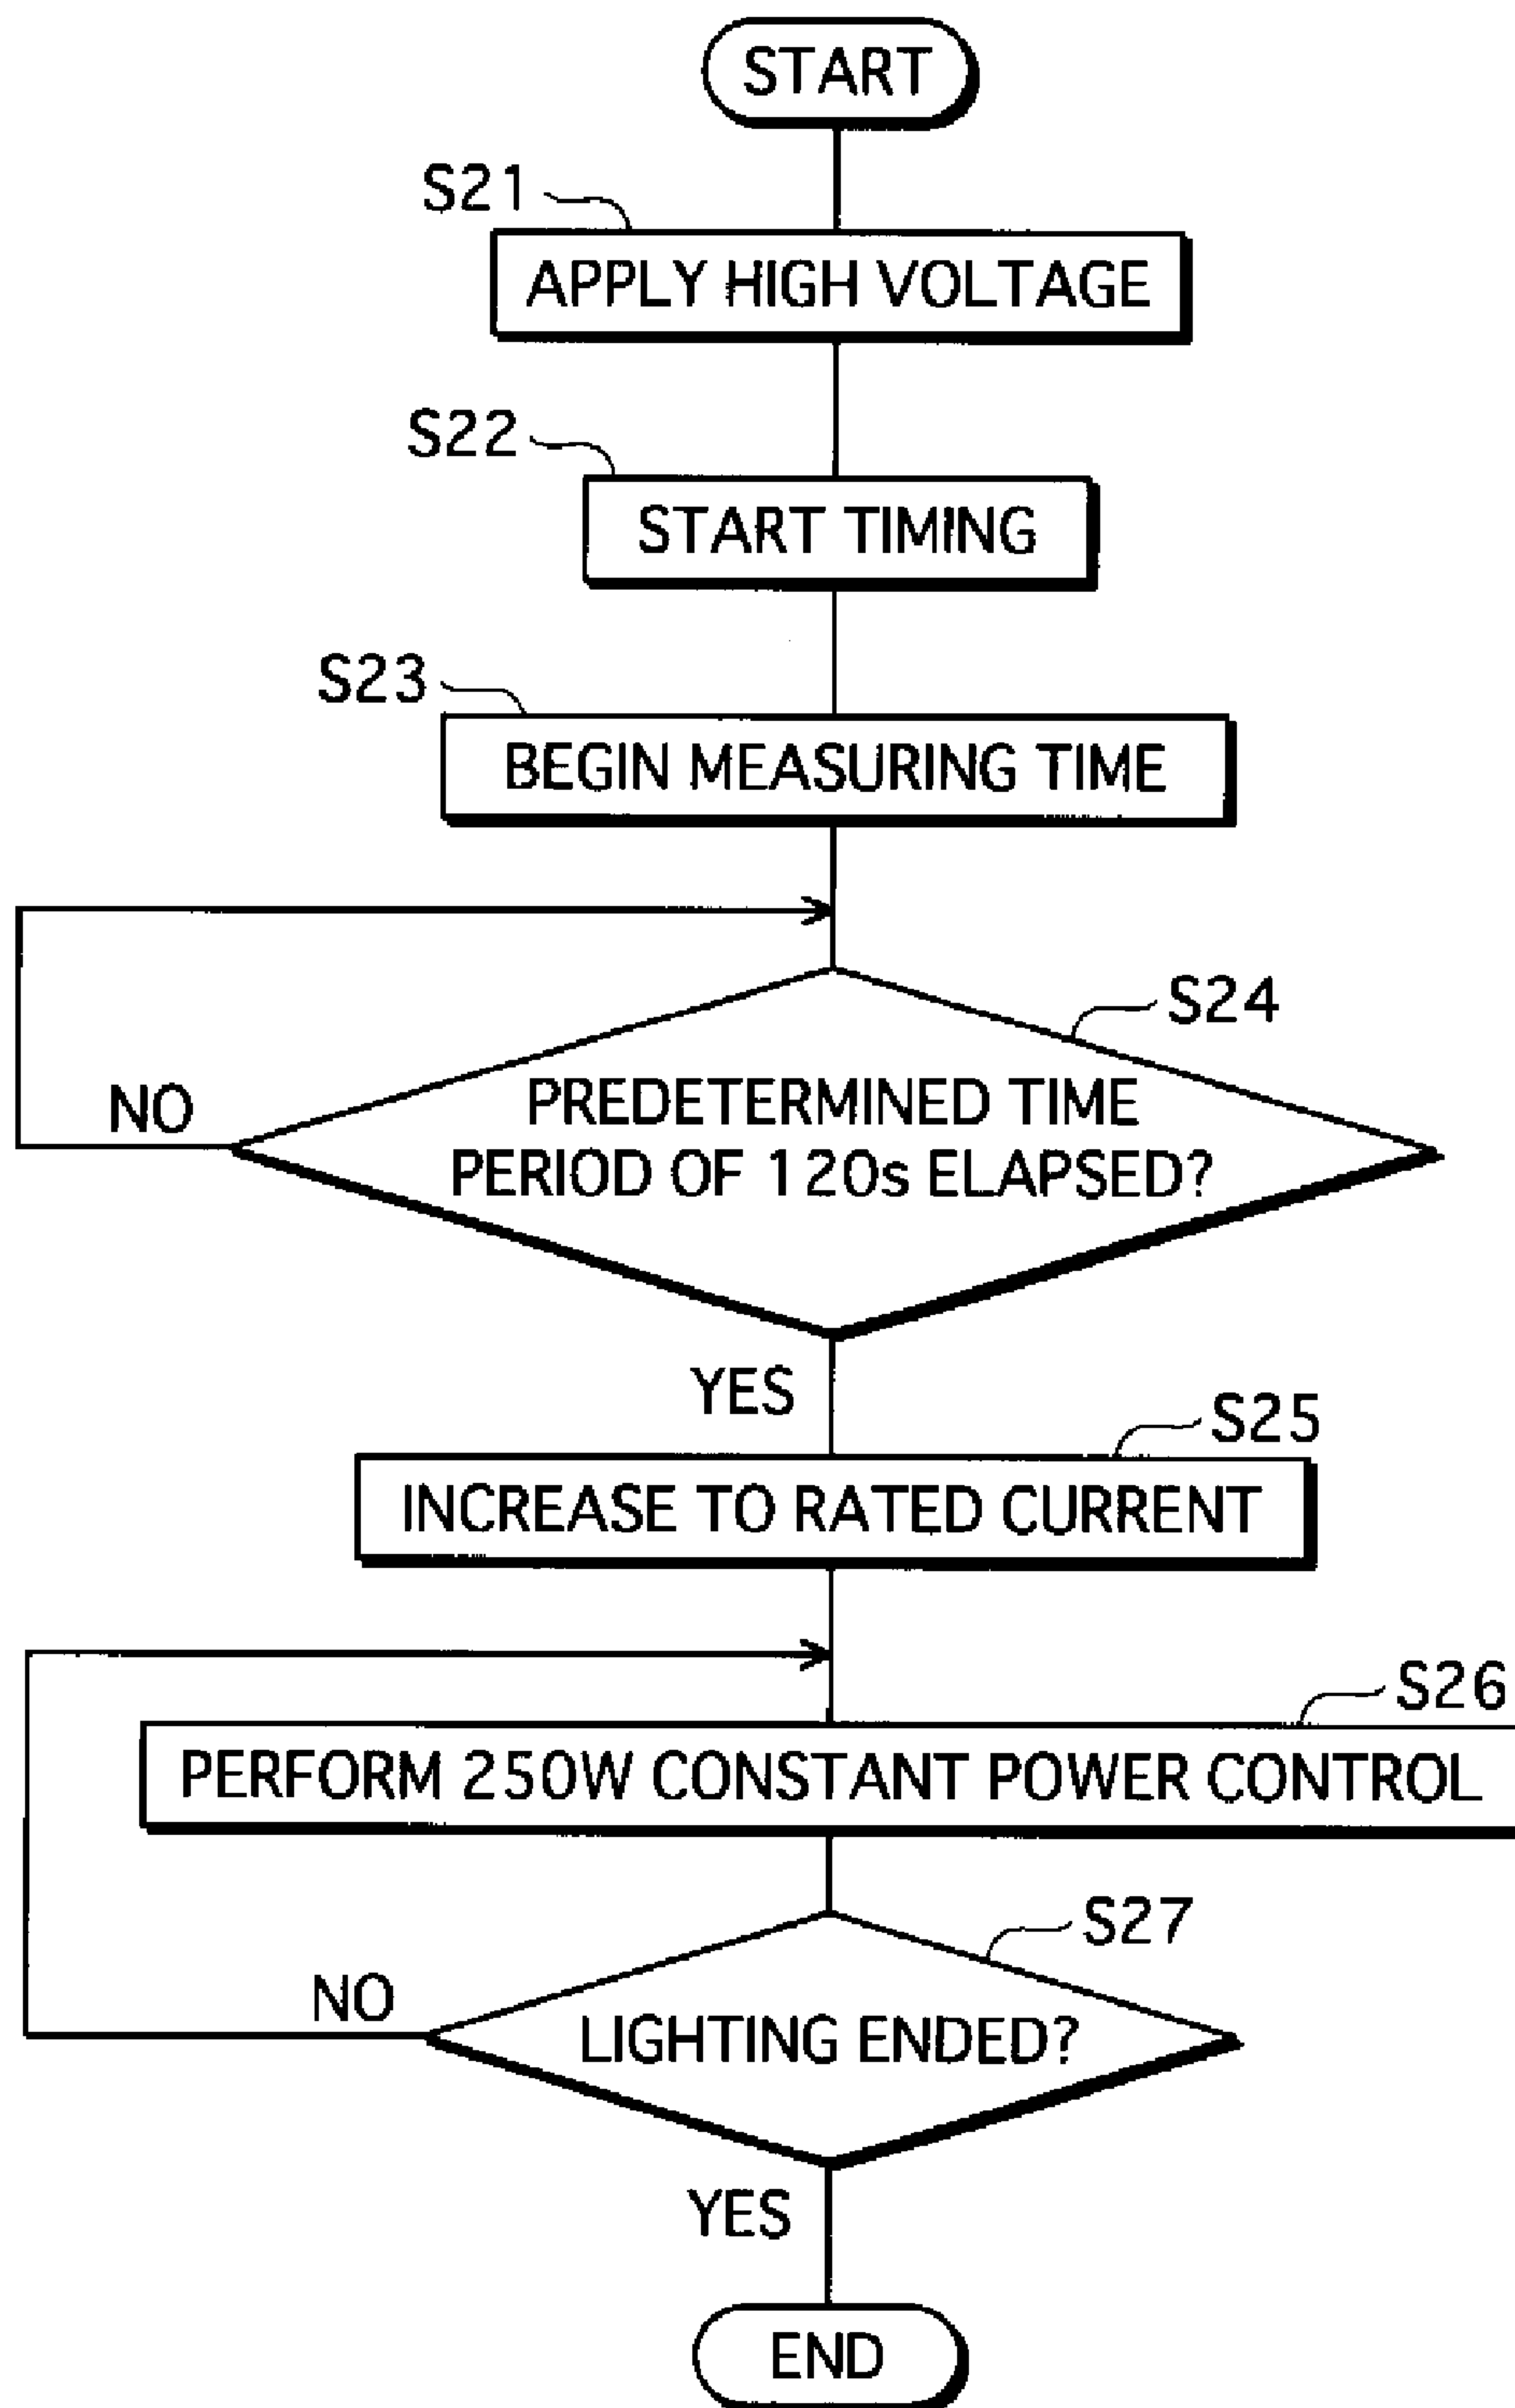 START
S21
APPLY HIGH VOLTAGE
S22
START TIMING
S23
BEGIN MEASURING TIME
S24
PREDETERMINED TIME
PERIOD OF 120s ELAPSED?
NO
YES
S25
INCREASE TO RATED CURRENT
S26
PERFORM 250W CONSTANT POWER CONTROL
S27
LIGHTING ENDED?
NO
YES
END